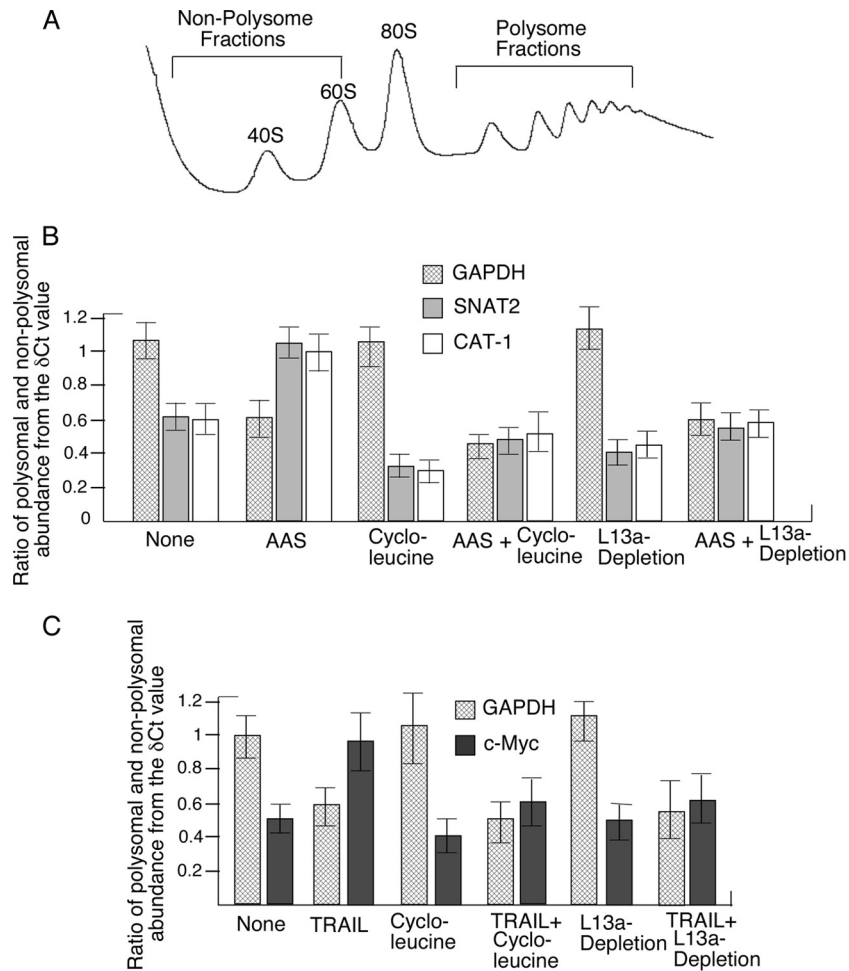 A
Non-Polysome
Fractions
40S
60S
80S
Polysome
Fractions
B
Ratio of polysomal and non-polysomal
abundance from the δCt value
1.2
1
0.8
0.6
0.4
0.2
0
GAPDH
SNAT2
CAT-1
None
AAS
Cyclo-
leucine
AAS + Cyclo-
leucine
L13a-
Depletion
AAS + L13a-
Depletion
C
Ratio of polysomal and non-polysomal
abundance from the δCt value
1.2
1
0.8
0.6
0.4
0.2
GAPDH
c-Myc
None
TRAIL
Cyclo-
leucine
TRAIL+
Cyclo-
leucine
L13a-
Depletion
TRAIL+
L13a-
Depletion